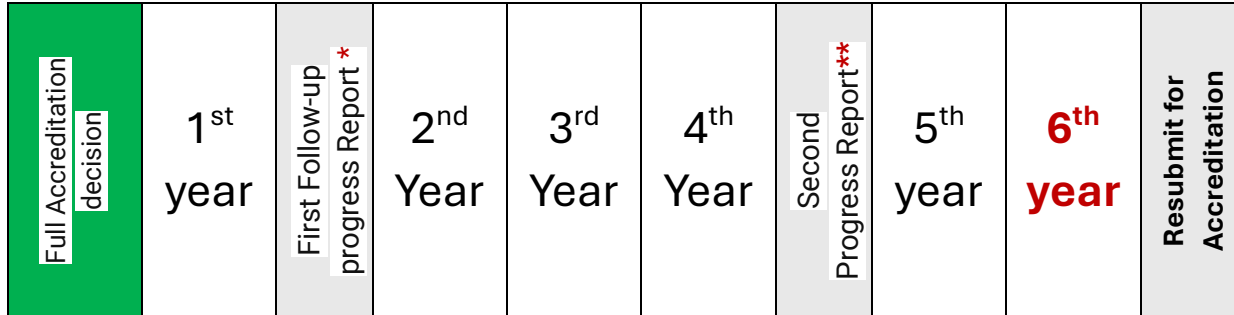 Full Accreditation
decision
1st
year
First Follow-up
progress Report *
2nd
Year
3rd
Year
4th
Year
Second
Progress Report**
5th
year
6th
year
Resubmit for
Accreditation